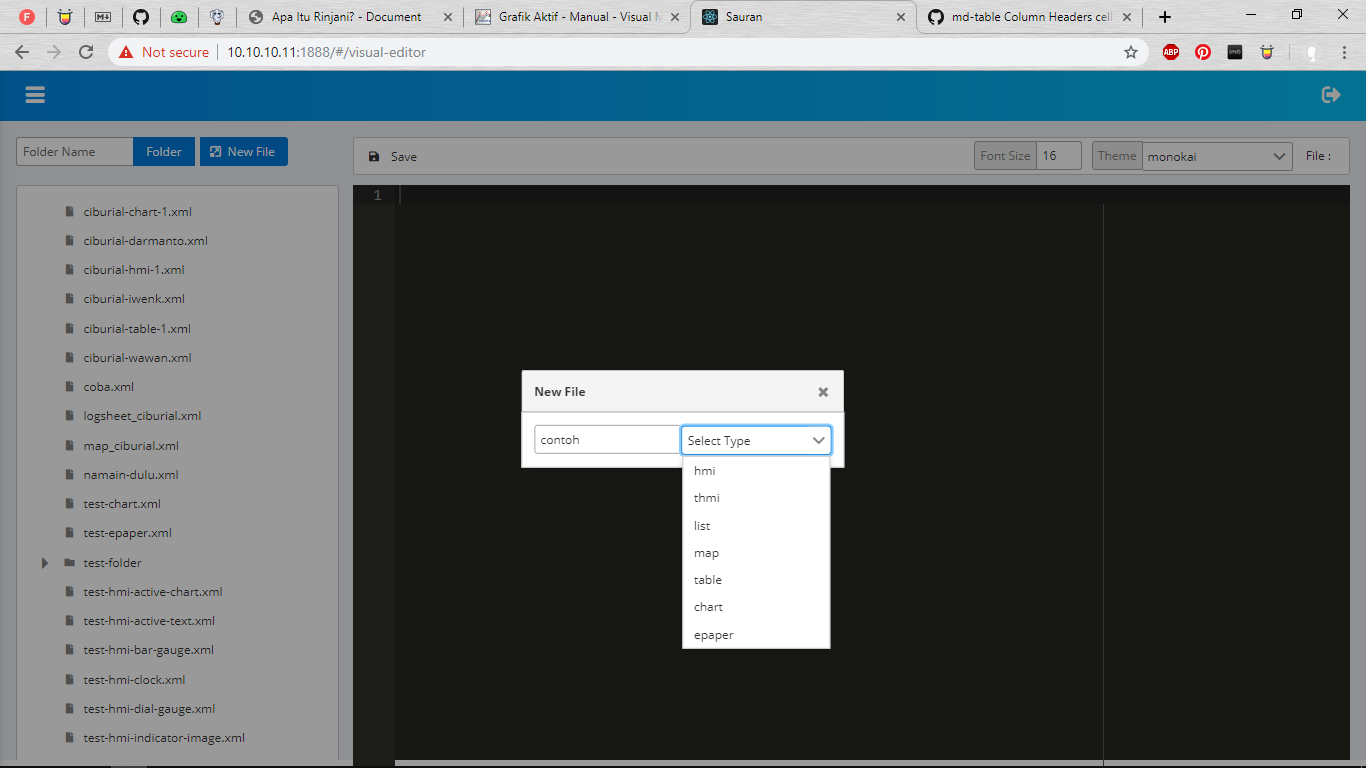 Apa Itu Rinjani? - Document
Grafik Aktif - Manual - Visual M
Sauran
md-table Column Headers cell
Not secure
10.10.10.11:1888/#/visual-editor
ABP
Folder Name
Folder
New File
Save
Font Size
16
Theme
monokai
File :
ciburial-chart-1.xml
ciburial-darmanto.xml
ciburial-hmi-1.xml
ciburial-iwenk.xml
ciburial-table-1.xml
ciburial-wawan.xml
coba.xml
logsheet_ciburial.xml
map_ciburial.xml
namain-dulu.xml
test-chart.xml
test-epaper.xml
test-folder
test-hmi-active-chart.xml
test-hmi-active-text.xml
test-hmi-bar-gauge.xml
test-hmi-clock.xml
test-hmi-dial-gauge.xml
test-hmi-indicator-image.xml
1
New File
contoh
Select Type
hmi
thmi
list
map
table
chart
epaper